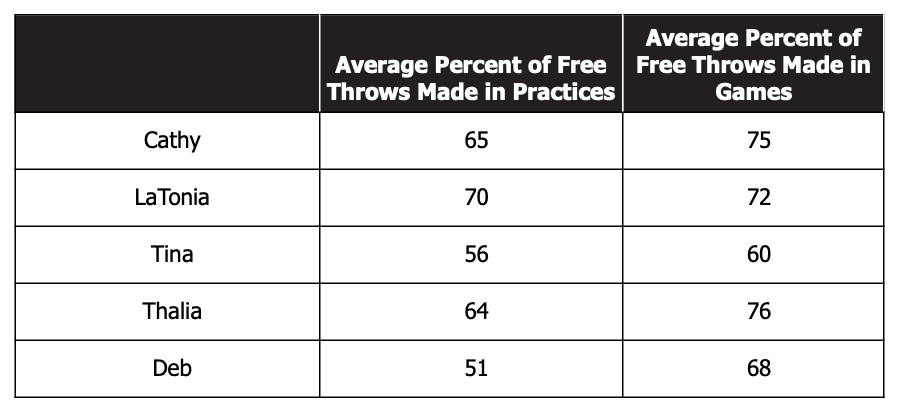 Average Percent of Free
Throws Made in Practices
Average Percent of
Free Throws Made in
Games
Cathy 65 75
LaTonia 70 72
Tina 56 60
Thalia 64 76
Deb 51 68